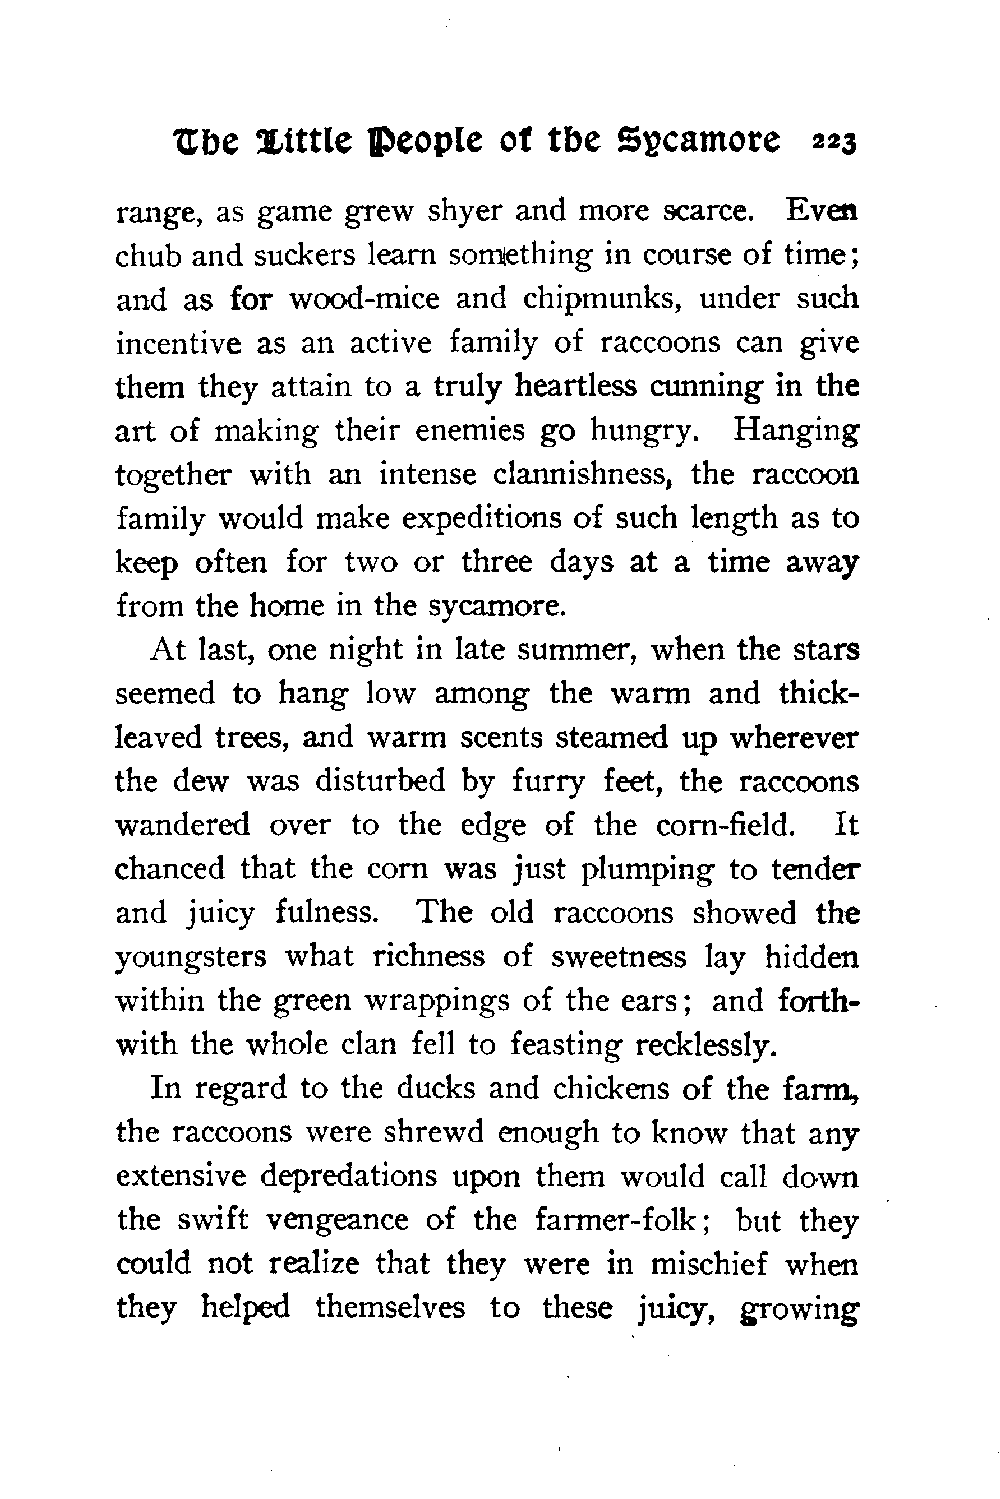 The Little People of the Sycamore 223
range, as game grew shyer and more scarce. Even
chub and suckers learn something in course of time;
and as for wood-mice and chipmunks, under such
incentive as an active family of raccoons can give
them they attain to a truly heartless cunning in the
art of making their enemies go hungry. Hanging
together with an intense clannishness, the raccoon
family would make expeditions of such length as to
keep often for two or three days at a time away
from the home in the sycamore.
At last, one night in late summer, when the stars
seemed to hang low among the warm and thick-
leaved trees, and warm scents steamed up wherever
the dew was disturbed by furry feet, the raccoons
wandered over to the edge of the corn-field. It
chanced that the corn was just plumping to tender
and juicy fulness. The old raccoons showed the
youngsters what richness of sweetness lay hidden
within the green wrappings of the ears; and forth-
with the whole clan fell to feasting recklessly.
In regard to the ducks and chickens of the farm,
the raccoons were shrewd enough to know that any
extensive depredations upon them would call down
the swift vengeance of the farmer-folk; but they
could not realize that they were in mischief when
they helped themselves to these juicy, growing